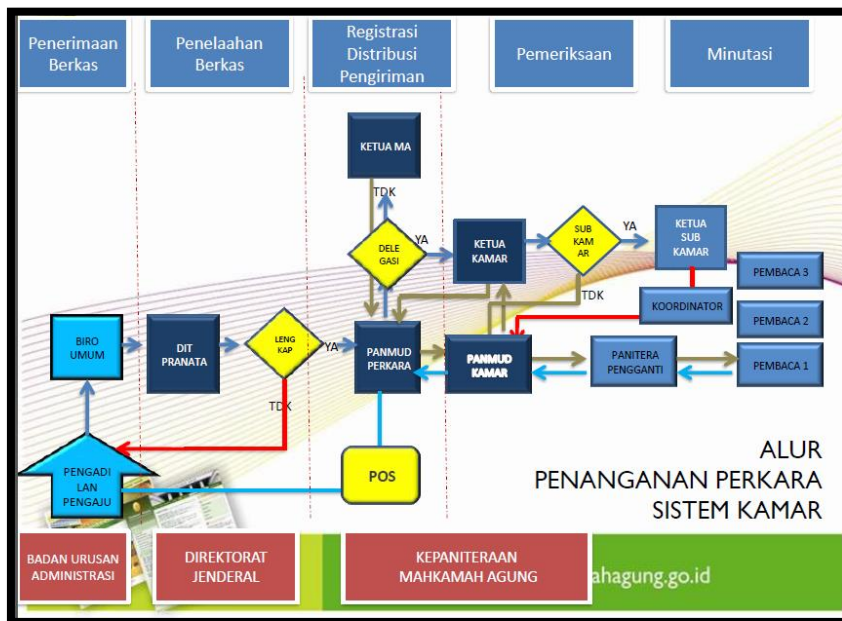 Penerimaan
Berkas
Penelaahan
Berkas
Registrasi
Distribusi
Pengiriman
Pemeriksaan
Minutasi
KETUA MA
TDK
DELE
GASI
YA
KETUA
KAMAR
SUB
KAM
AR
YA
KETUA
SUB
KAMAR
TDK
PEMBACA 3
KOORDINATOR
PEMBACA 2
BIRO
UMUM
DIT
PRANATA
LENG
KAP
YA
PANMUD
PERKARA
PANMUD
KAMAR
PANITERA
PENGGANTI
PEMBACA 1
TDK
PENGADI
LAN
PENGAJU
POS
ALUR
PENANGANAN PERKARA
SISTEM KAMAR
BADAN URUSAN
ADMINISTRASI
DIREKTORAT
JENDERAL
KEPANITERAAN
MAHKAMAH AGUNG
ahagung.go.id